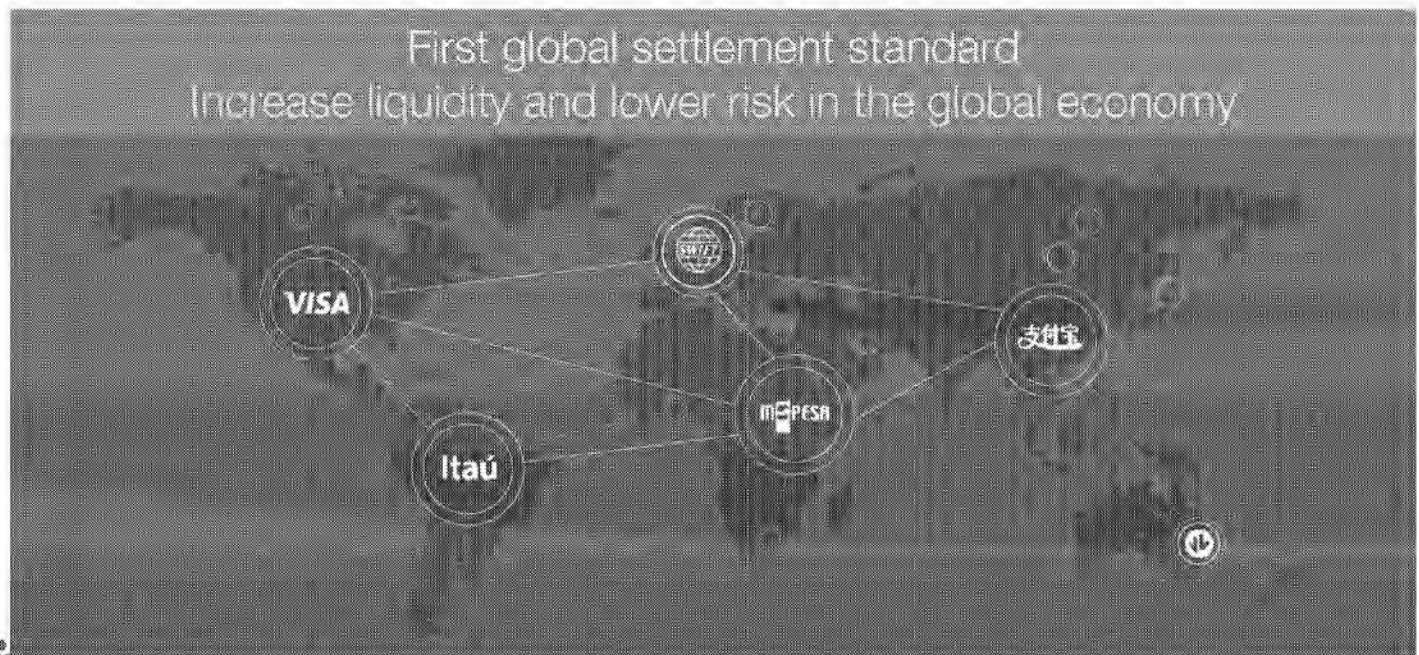 First global settlement standard
Increase liquidity and lower risk in the global economy
SWIFT
VISA
支付宝
M-PESA
Itaú